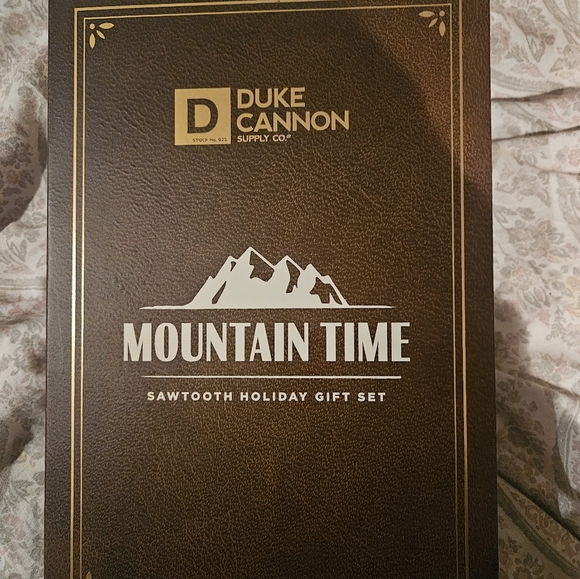 D
STOCK No. 021
DUKE
CANNON
SUPPLY CO.®
MOUNTAIN TIME
SAWTOOTH HOLIDAY GIFT SET